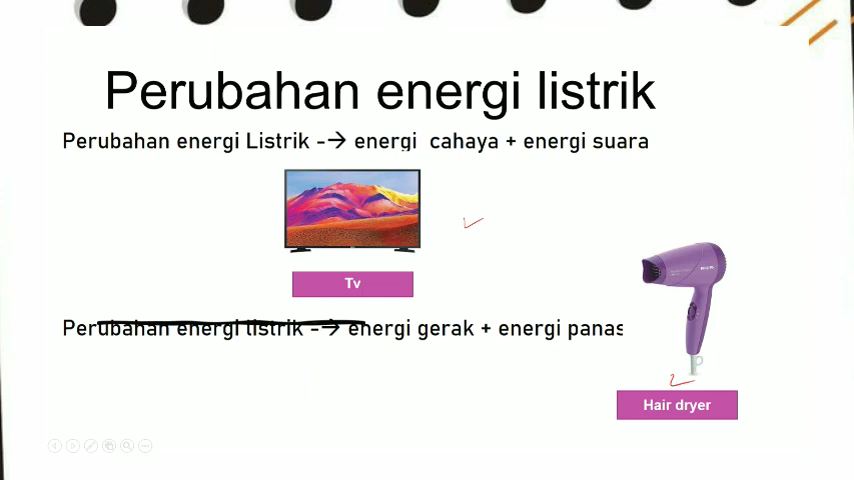 Perubahan energi listrik
Perubahan energi Listrik -→ energi cahaya + energi suara
Tv
Perubahan energi listrik -→ energi gerak + energi panas
Hair dryer